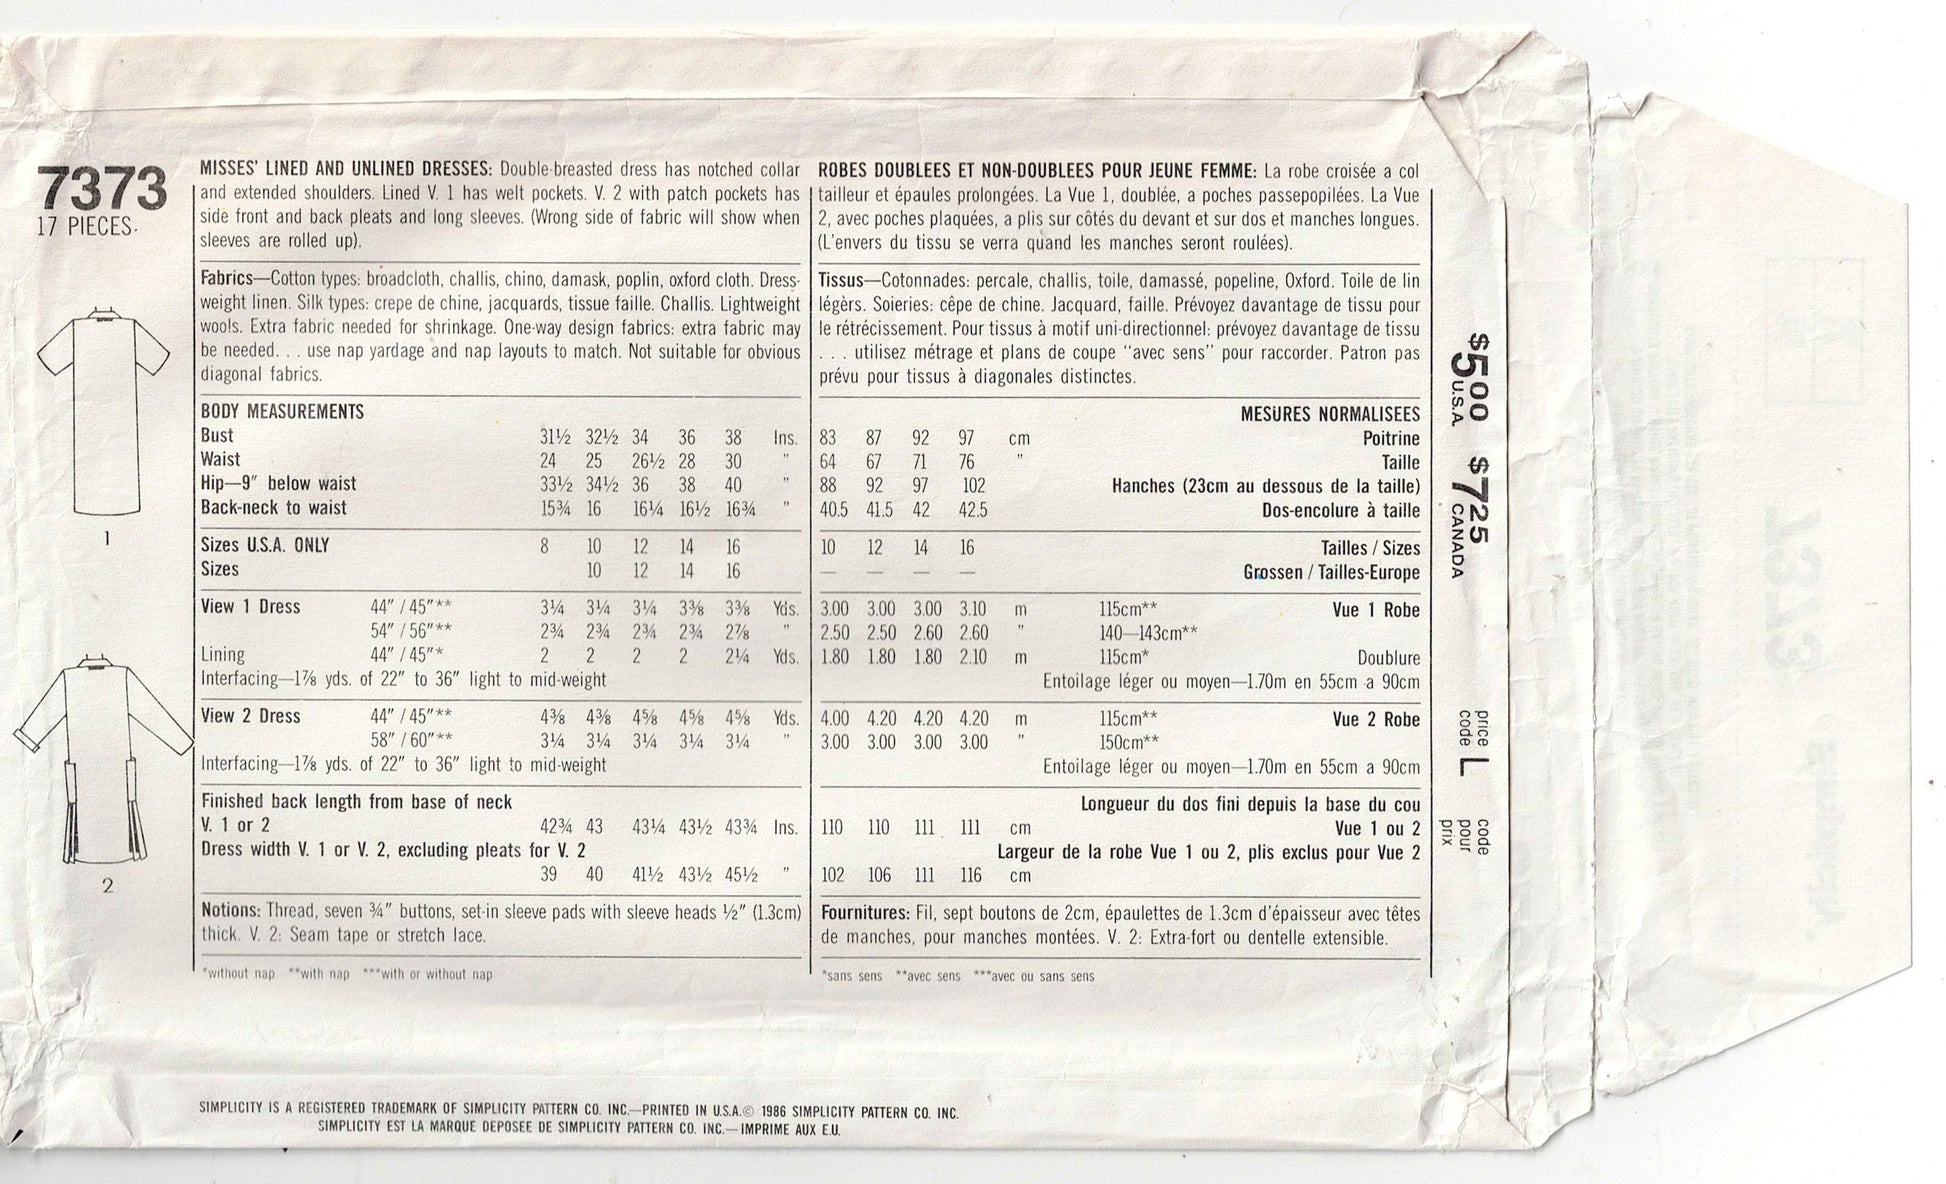 7373
17 PIECES.
1
2
MISSES' LINED AND UNLINED DRESSES: Double-breasted dress has notched collar
and extended shoulders. Lined V. 1 has welt pockets. V. 2 with patch pockets has
side front and back pleats and long sleeves. (Wrong side of fabric will show when
sleeves are rolled up).
Fabrics—Cotton types: broadcloth, challis, chino, damask, poplin, oxford cloth. Dress-
weight linen. Silk types: crepe de chine, jacquards, tissue faille. Challis. Lightweight
wools. Extra fabric needed for shrinkage. One-way design fabrics: extra fabric may
be needed. . . use nap yardage and nap layouts to match. Not suitable for obvious
diagonal fabrics.
BODY MEASUREMENTS
Bust 31½ 32½ 34 36 38 Ins.
Waist 24 25 26½ 28 30 "
Hip—9" below waist 33½ 34½ 36 38 40 "
Back-neck to waist 15¾ 16 16¼ 16½ 16¾ "
Sizes U.S.A. ONLY 8 10 12 14 16
Sizes 10 12 14 16
View 1 Dress 44" / 45"** 3¼ 3¼ 3¼ 3⅜ 3⅜ Yds.
54" / 56"** 2¾ 2¾ 2¾ 2¾ 2⅞ "
Lining 44" / 45"* 2 2 2 2 2¼ Yds.
Interfacing—1⅞ yds. of 22" to 36" light to mid-weight
View 2 Dress 44" / 45"** 4⅜ 4⅜ 4⅝ 4⅝ 4⅝ Yds.
58" / 60"** 3¼ 3¼ 3¼ 3¼ 3¼ "
Interfacing—1⅞ yds. of 22" to 36" light to mid-weight
Finished back length from base of neck
V. 1 or 2 42¾ 43 43¼ 43½ 43¾ Ins.
Dress width V. 1 or V. 2, excluding pleats for V. 2
39 40 41½ 43½ 45½ "
Notions: Thread, seven ¾" buttons, set-in sleeve pads with sleeve heads ½" (1.3cm)
thick. V. 2: Seam tape or stretch lace.
*without nap **with nap ***with or without nap
ROBES DOUBLEES ET NON-DOUBLEES POUR JEUNE FEMME: La robe croisée a col
tailleur et épaules prolongées. La Vue 1, doublée, a poches passepopilées. La Vue
2, avec poches plaquées, a plis sur côtés du devant et sur dos et manches longues.
(L'envers du tissu se verra quand les manches seront roulées).
Tissus—Cotonnades: percale, challis, toile, damassé, popeline, Oxford. Toile de lin
légèrs. Soieries: cêpe de chine. Jacquard, faille. Prévoyez davantage de tissu pour
le rétrécissement. Pour tissus à motif uni-directionnel: prévoyez davantage de tissu
. . . utilisez métrage et plans de coupe "avec sens" pour raccorder. Patron pas
prévu pour tissus à diagonales distinctes.
MESURES NORMALISEES
83 87 92 97 cm Poitrine
64 67 71 76 " Taille
88 92 97 102 Hanches (23cm au dessous de la taille)
40.5 41.5 42 42.5 Dos-encolure à taille
10 12 14 16 Tailles / Sizes
— — — — Grossen / Tailles-Europe
3.00 3.00 3.00 3.10 m 115cm** Vue 1 Robe
2.50 2.50 2.60 2.60 " 140—143cm**
1.80 1.80 1.80 2.10 m 115cm* Doublure
Entoilage léger ou moyen—1.70m en 55cm a 90cm
4.00 4.20 4.20 4.20 m 115cm** Vue 2 Robe
3.00 3.00 3.00 3.00 " 150cm**
Entoilage léger ou moyen—1.70m en 55cm a 90cm
Longueur du dos fini depuis la base du cou
110 110 111 111 cm Vue 1 ou 2
Largeur de la robe Vue 1 ou 2, plis exclus pour Vue 2
102 106 111 116 cm
Fournitures: Fil, sept boutons de 2cm, épaulettes de 1.3cm d'épaisseur avec têtes
de manches, pour manches montées. V. 2: Extra-fort ou dentelle extensible.
*sans sens **avec sens ***avec ou sans sens
$5.00 U.S.A. $7.25 CANADA
price code L
code pour prix
SIMPLICITY IS A REGISTERED TRADEMARK OF SIMPLICITY PATTERN CO. INC.—PRINTED IN U.S.A.© 1986 SIMPLICITY PATTERN CO. INC.
SIMPLICITY EST LA MARQUE DEPOSEE DE SIMPLICITY PATTERN CO. INC.—IMPRIME AUX E.U.